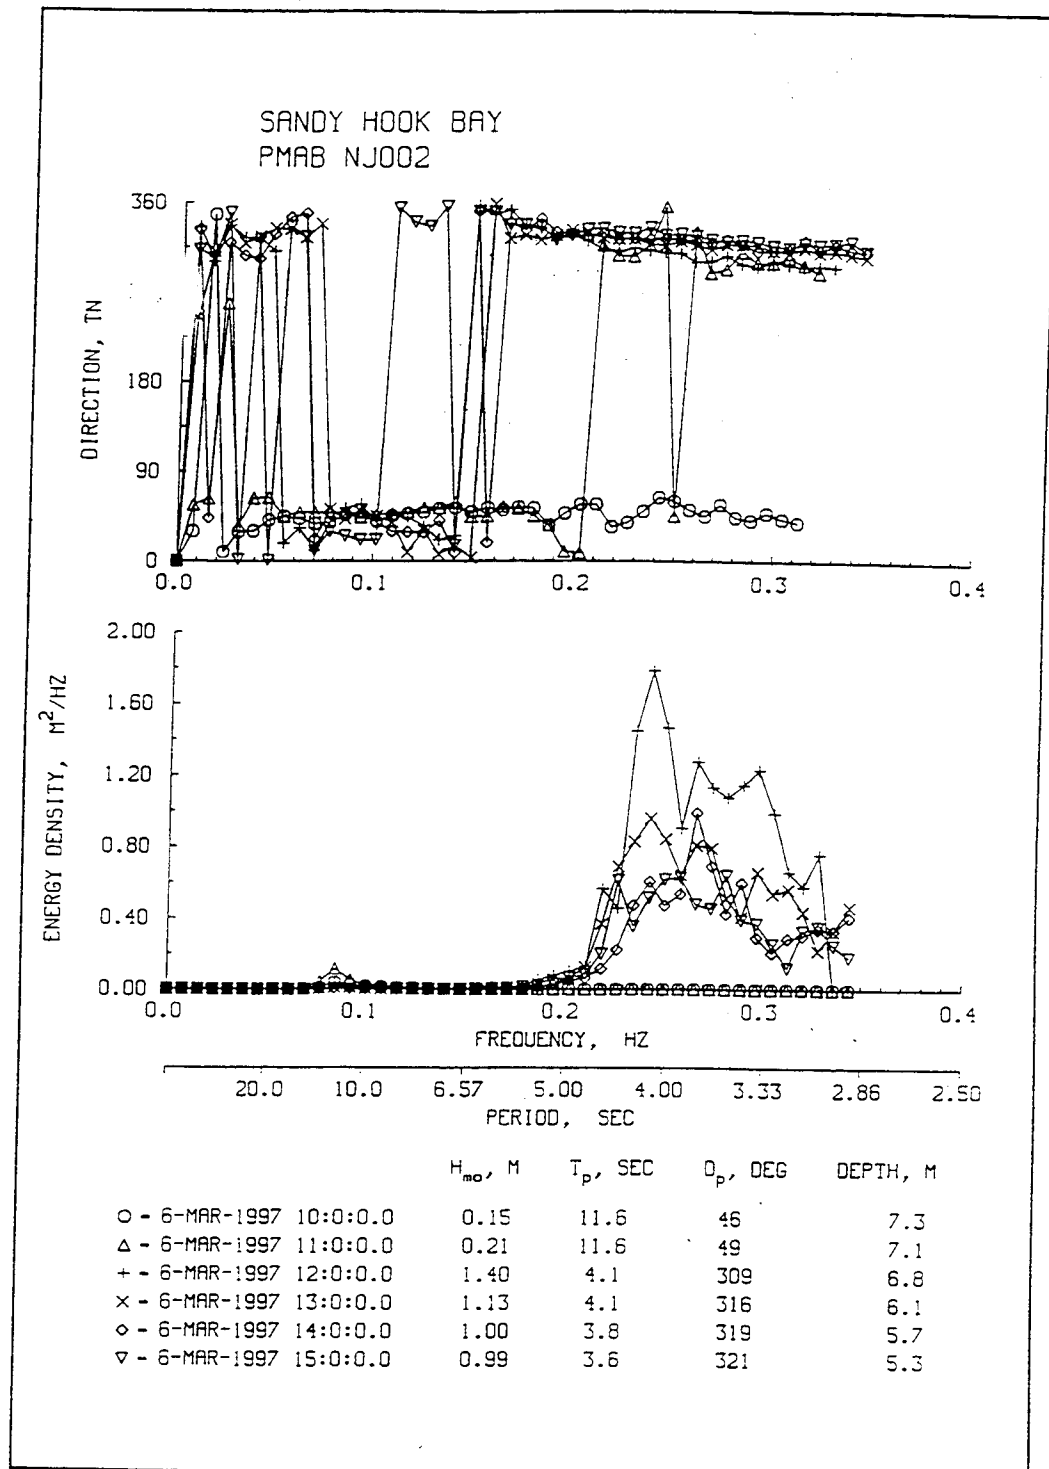 SANDY HOOK BAY
PMAB NJ002
360
180
90
0
DIRECTION, TN
0.0 0.1 0.2 0.3 0.4
2.00
1.60
1.20
0.80
0.40
0.00
ENERGY DENSITY, M²/HZ
0.0 0.1 0.2 0.3 0.4
FREQUENCY, HZ
20.0 10.0 6.57 5.00 4.00 3.33 2.86 2.50
PERIOD, SEC
Hmo, M Tp, SEC Dp, DEG DEPTH, M
○ - 6-MAR-1997 10:0:0.0 0.15 11.6 46 7.3
△ - 6-MAR-1997 11:0:0.0 0.21 11.6 49 7.1
+ - 6-MAR-1997 12:0:0.0 1.40 4.1 309 6.8
× - 6-MAR-1997 13:0:0.0 1.13 4.1 316 6.1
◇ - 6-MAR-1997 14:0:0.0 1.00 3.8 319 5.7
▽ - 6-MAR-1997 15:0:0.0 0.99 3.6 321 5.3